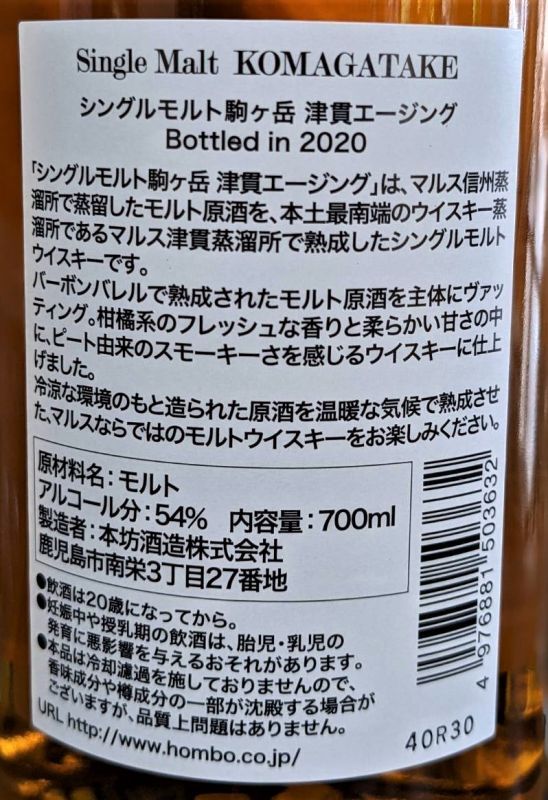 Single Malt KOMAGATAKE
シングルモルト駒ヶ岳 津貫エージング
Bottled in 2020
「シングルモルト駒ヶ岳 津貫エージング」は、マルス信州蒸
溜所で蒸留したモルト原酒を、本土最南端のウイスキー蒸
溜所であるマルス津貫蒸溜所で熟成したシングルモルト
ウイスキーです。
バーボンバレルで熟成されたモルト原酒を主体にヴァッ
ティング。柑橘系のフレッシュな香りと柔らかい甘さの中
に、ピート由来のスモーキーさを感じるウイスキーに仕上
げました。
冷涼な環境のもと造られた原酒を温暖な気候で熟成させ
た、マルスならではのモルトウイスキーをお楽しみください。
原材料名：モルト
アルコール分：54% 内容量：700ml
製造者：本坊酒造株式会社
鹿児島市南栄3丁目27番地
●飲酒は20歳になってから。
●妊娠中や授乳期の飲酒は、胎児・乳児の
発育に悪影響を与えるおそれがあります。
●本品は冷却濾過を施しておりませんので、
香味成分や樽成分の一部が沈殿する場合が
ございますが、品質上問題はありません。
URL http://www.hombo.co.jp/
4 976881 503632
40R30